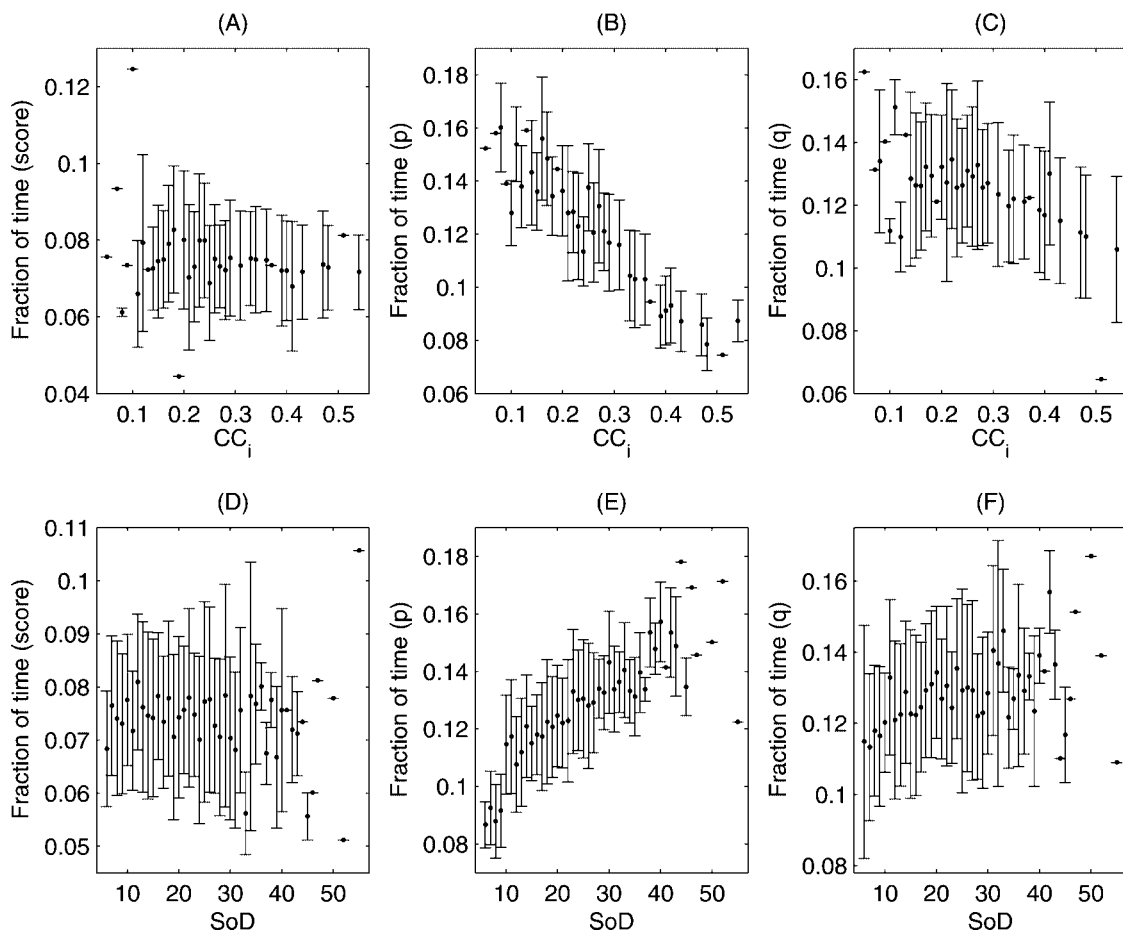 (A)
Fraction of time (score)
0.12
0.1
0.08
0.06
0.04
0.1 0.2 0.3 0.4 0.5
CCi
(B)
Fraction of time (p)
0.18
0.16
0.14
0.12
0.1
0.08
0.06
0.1 0.2 0.3 0.4 0.5
CCi
(C)
Fraction of time (q)
0.16
0.14
0.12
0.1
0.08
0.06
0.1 0.2 0.3 0.4 0.5
CCi
(D)
Fraction of time (score)
0.11
0.1
0.09
0.08
0.07
0.06
0.05
10 20 30 40 50
SoD
(E)
Fraction of time (p)
0.18
0.16
0.14
0.12
0.1
0.08
10 20 30 40 50
SoD
(F)
Fraction of time (q)
0.16
0.14
0.12
0.1
0.08
10 20 30 40 50
SoD